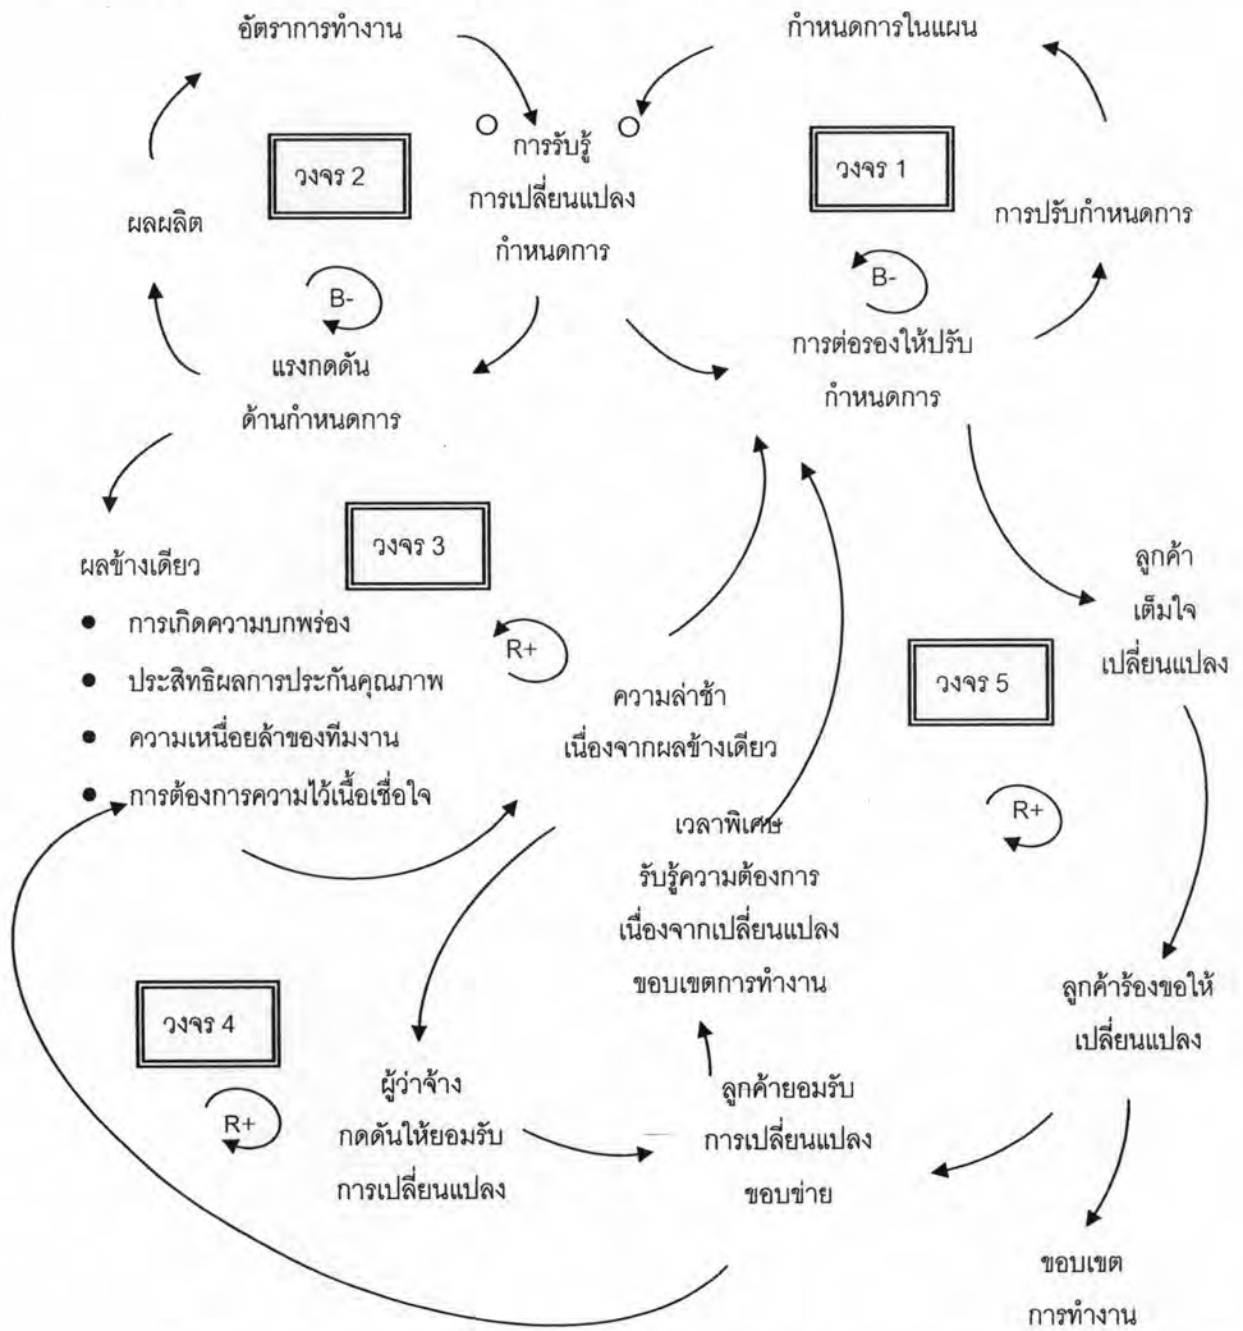 อัตราการทำงาน
กำหนดการในแผน
วงจร 2
การรับรู้
การเปลี่ยนแปลง
กำหนดการ
วงจร 1
ผลผลิต
การปรับกำหนดการ
B-
B-
แรงกดดัน
ด้านกำหนดการ
การต่อรองให้ปรับ
กำหนดการ
วงจร 3
ผลข้างเดียว
• การเกิดความบกพร่อง
• ประสิทธิผลการประกันคุณภาพ
• ความเหนื่อยล้าของทีมงาน
• การต้องการความไว้เนื้อเชื่อใจ
R+
ความล่าช้า
เนื่องจากผลข้างเดียว
ลูกค้า
เต็มใจ
เปลี่ยนแปลง
วงจร 5
R+
เวลาพิเศษ
รับรู้ความต้องการ
เนื่องจากเปลี่ยนแปลง
ขอบเขตการทำงาน
วงจร 4
R+
ลูกค้าร้องขอให้
เปลี่ยนแปลง
ผู้ว่าจ้าง
กดดันให้ยอมรับ
การเปลี่ยนแปลง
ลูกค้ายอมรับ
การเปลี่ยนแปลง
ขอบข่าย
ขอบเขต
การทำงาน